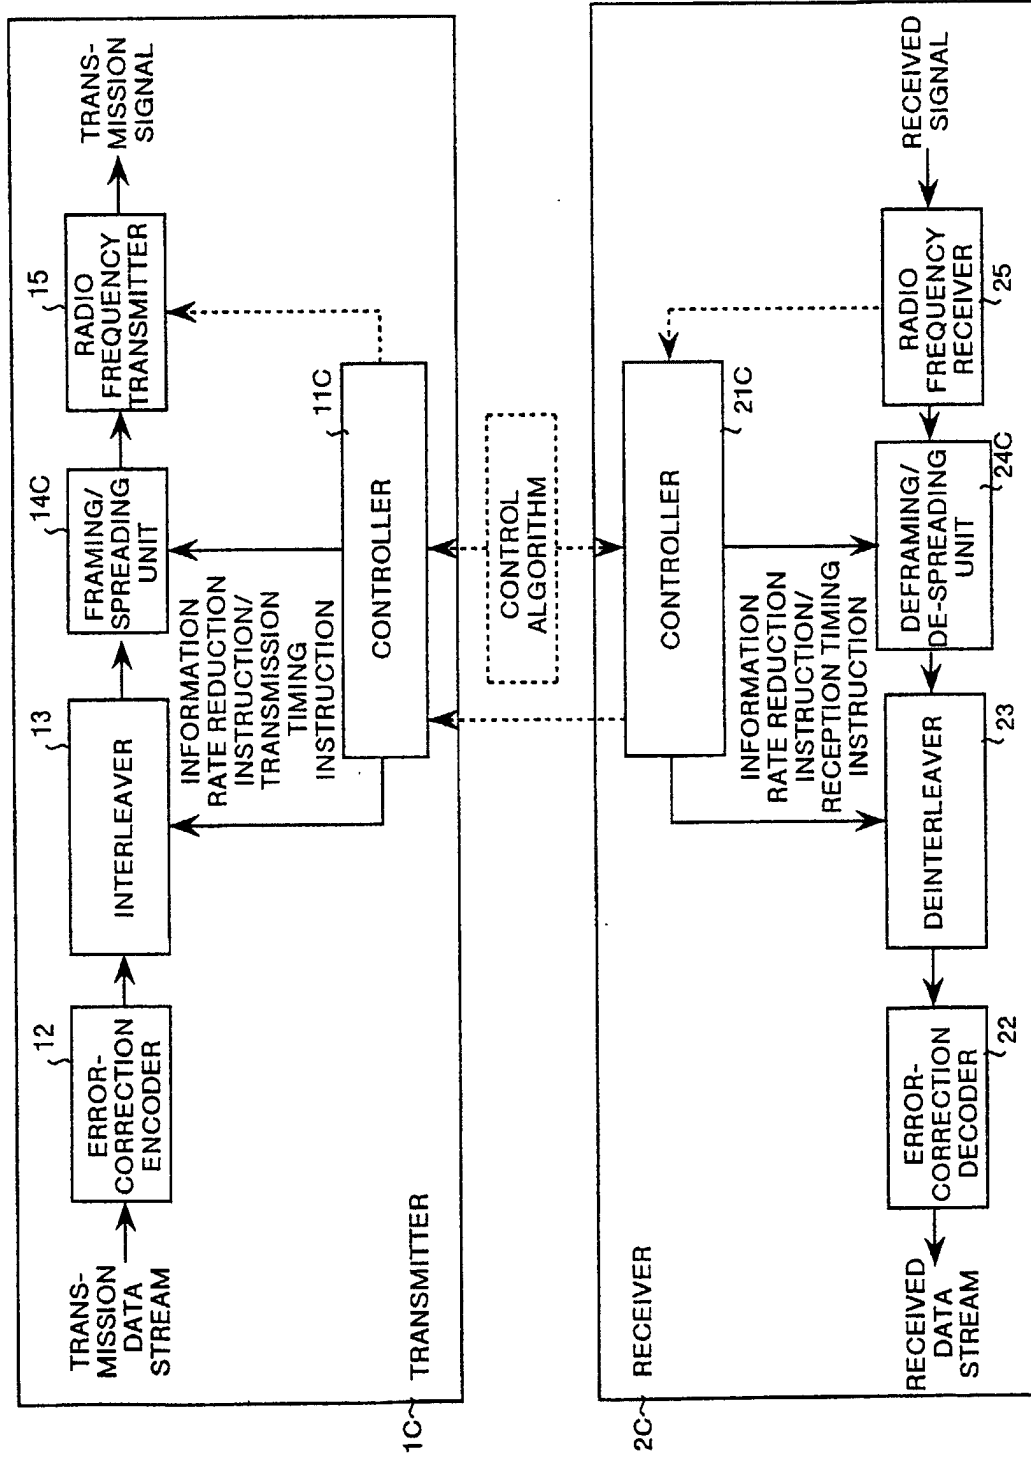 TRANS-
MISSION
DATA
STREAM
12
ERROR-
CORRECTION
ENCODER
13
INTERLEAVER
14C
FRAMING/
SPREADING
UNIT
15
RADIO
FREQUENCY
TRANSMITTER
TRANS-
MISSION
SIGNAL
INFORMATION
RATE REDUCTION
INSTRUCTION/
TRANSMISSION
TIMING
INSTRUCTION
11C
CONTROLLER
1C
TRANSMITTER
CONTROL
ALGORITHM
2C
RECEIVER
CONTROLLER
21C
INFORMATION
RATE REDUCTION
INSTRUCTION/
RECEPTION TIMING
INSTRUCTION
RECEIVED
DATA
STREAM
ERROR-
CORRECTION
DECODER
22
DEINTERLEAVER
23
DEFRAMING/
DE-SPREADING
UNIT
24C
RADIO
FREQUENCY
RECEIVER
25
RECEIVED
SIGNAL